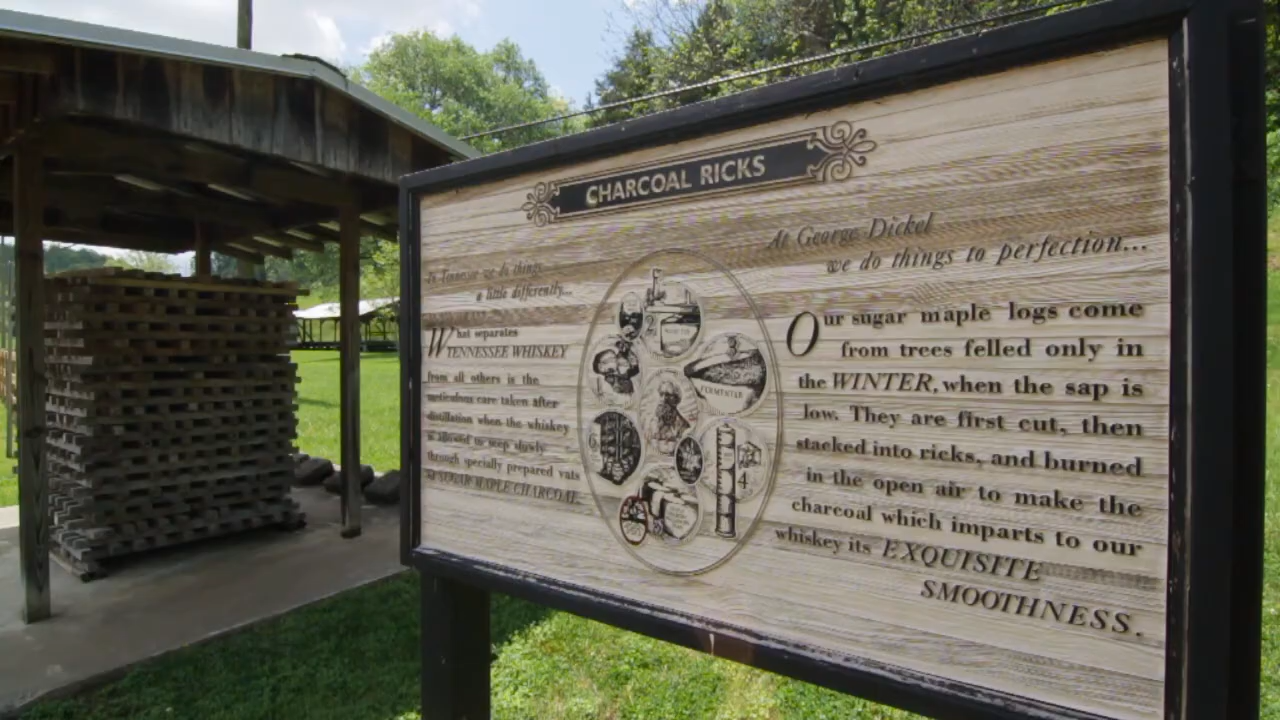 CHARCOAL RICKS
In Tennessee we do things
a little differently...
What separates
TENNESSEE WHISKEY
from all others is the
meticulous care taken after
distillation when the whiskey
is allowed to seep slowly
through specially prepared vats
of SUGAR MAPLE CHARCOAL.
2
FERMENTER
4
At George Dickel
we do things to perfection...
Our sugar maple logs come
from trees felled only in
the WINTER, when the sap is
low. They are first cut, then
stacked into ricks, and burned
in the open air to make the
charcoal which imparts to our
whiskey its EXQUISITE
SMOOTHNESS.